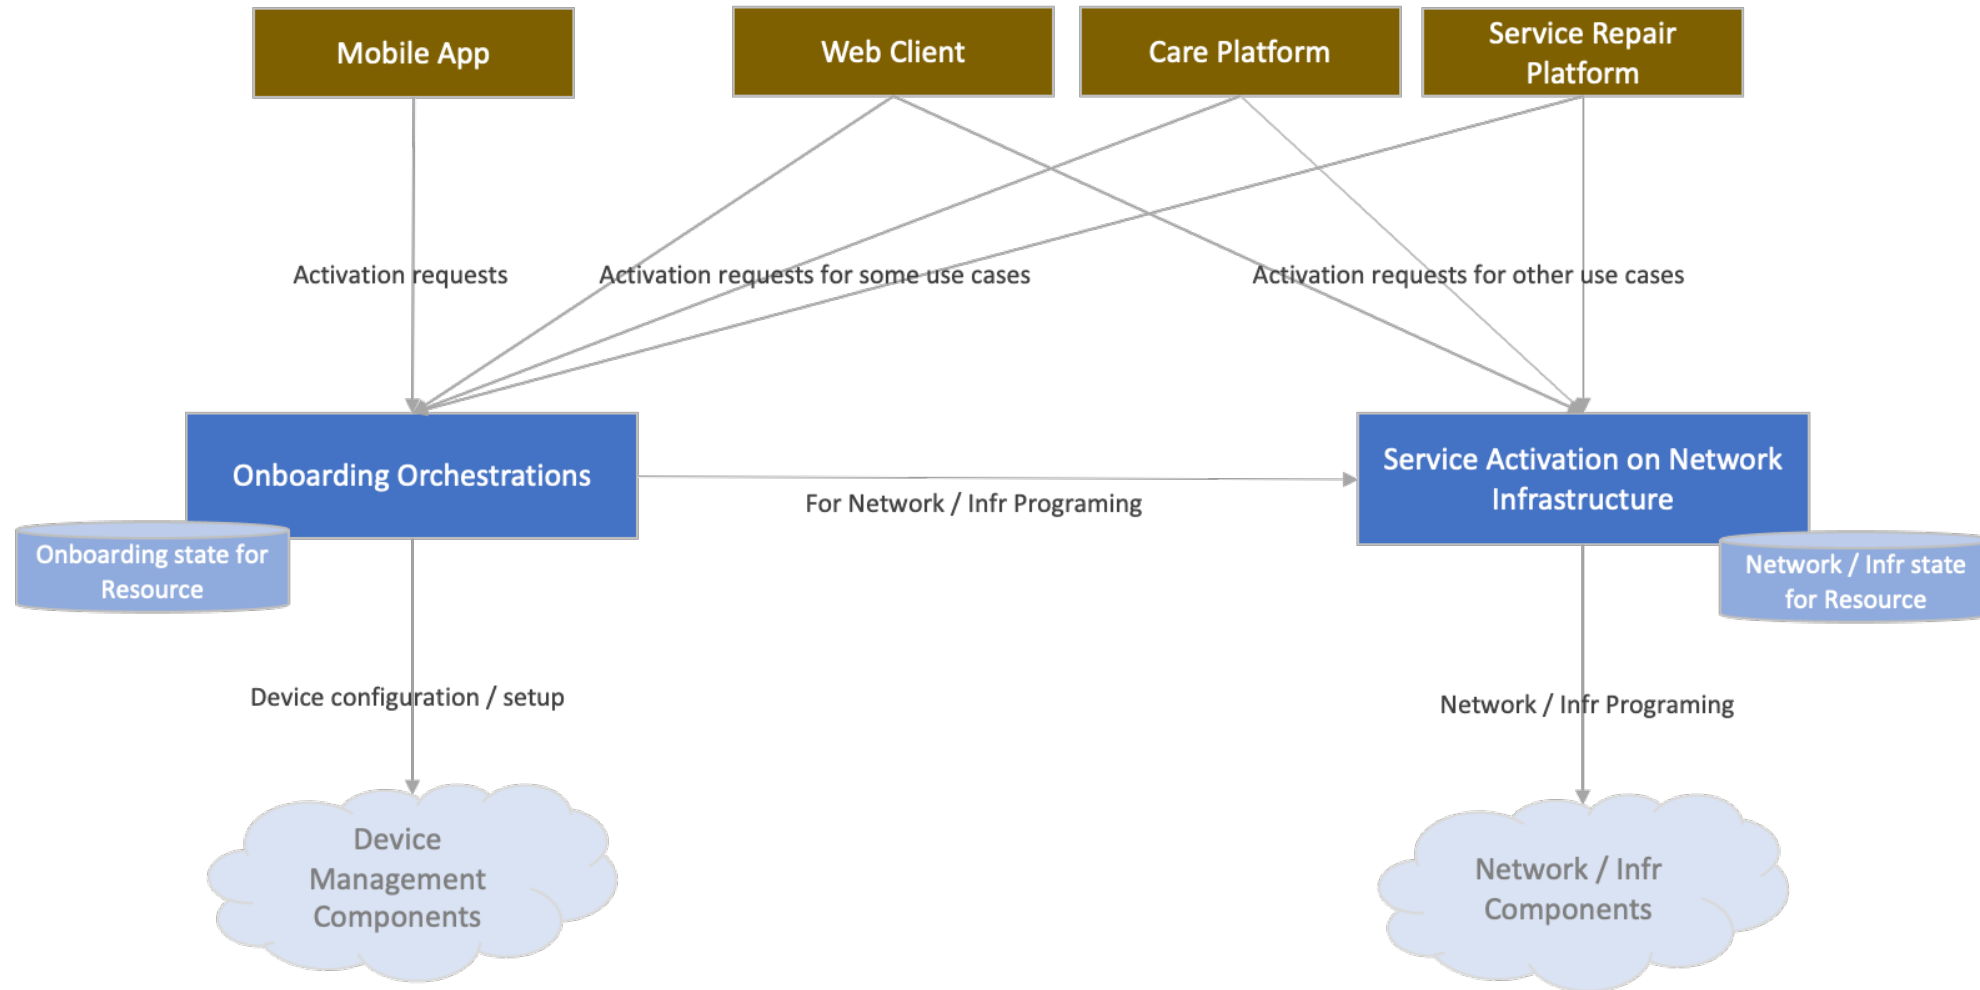 Mobile App
Web Client
Care Platform
Service Repair
Platform
Activation requests
Activation requests for some use cases
Activation requests for other use cases
Onboarding Orchestrations
For Network / Infr Programing
Service Activation on Network
Infrastructure
Onboarding state for
Resource
Network / Infr state
for Resource
Device configuration / setup
Network / Infr Programing
Device
Management
Components
Network / Infr
Components